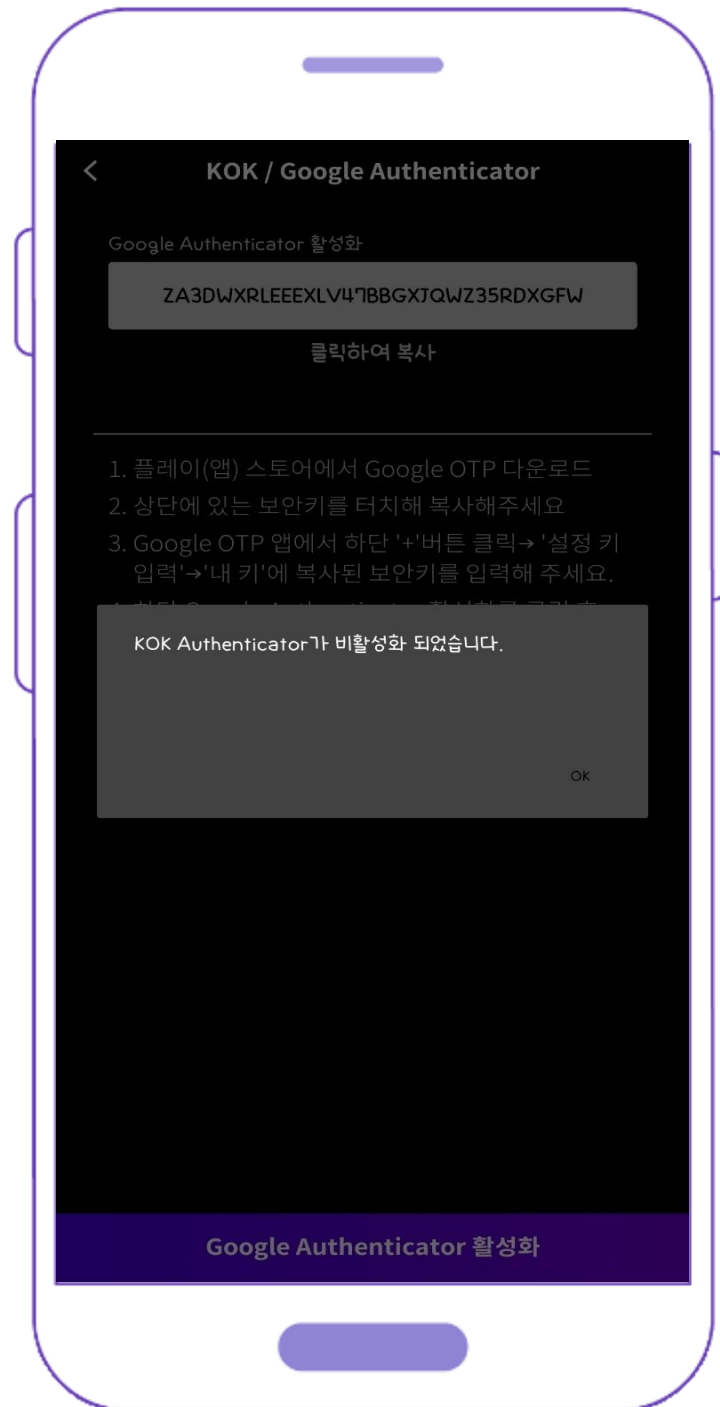 KOK / Google Authenticator
Google Authenticator 활성화
ZA3DWXRLEEEXLV47BBGXJQWZ35RDXGFW
클릭하여 복사
1. 플레이(앱) 스토어에서 Google OTP 다운로드
2. 상단에 있는 보안키를 터치해 복사해주세요
3. Google OTP 앱에서 하단 '+'버튼 클릭→ '설정 키
입력'→'내 키'에 복사된 보안키를 입력해 주세요.
KOK Authenticator가 비활성화 되었습니다.
OK
Google Authenticator 활성화